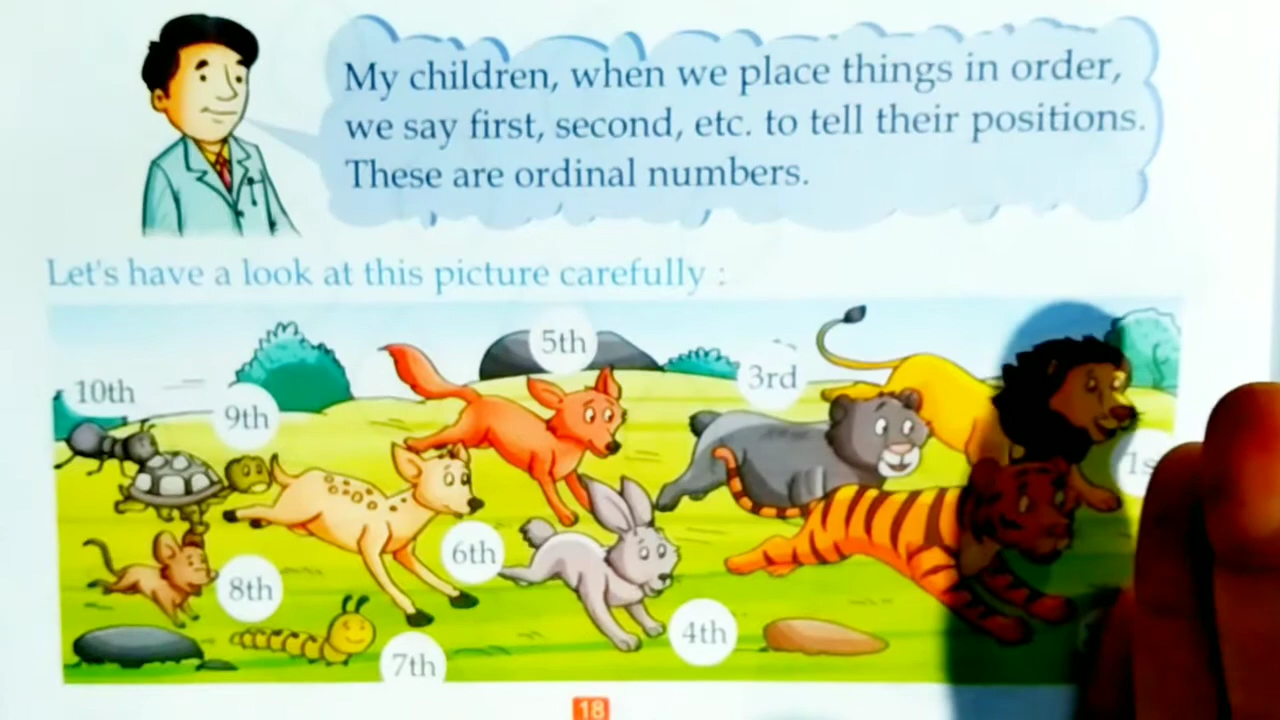 My children, when we place things in order,
we say first, second, etc. to tell their positions.
These are ordinal numbers.
Let's have a look at this picture carefully :
5th
3rd
10th
9th
6th
8th
4th
7th
18